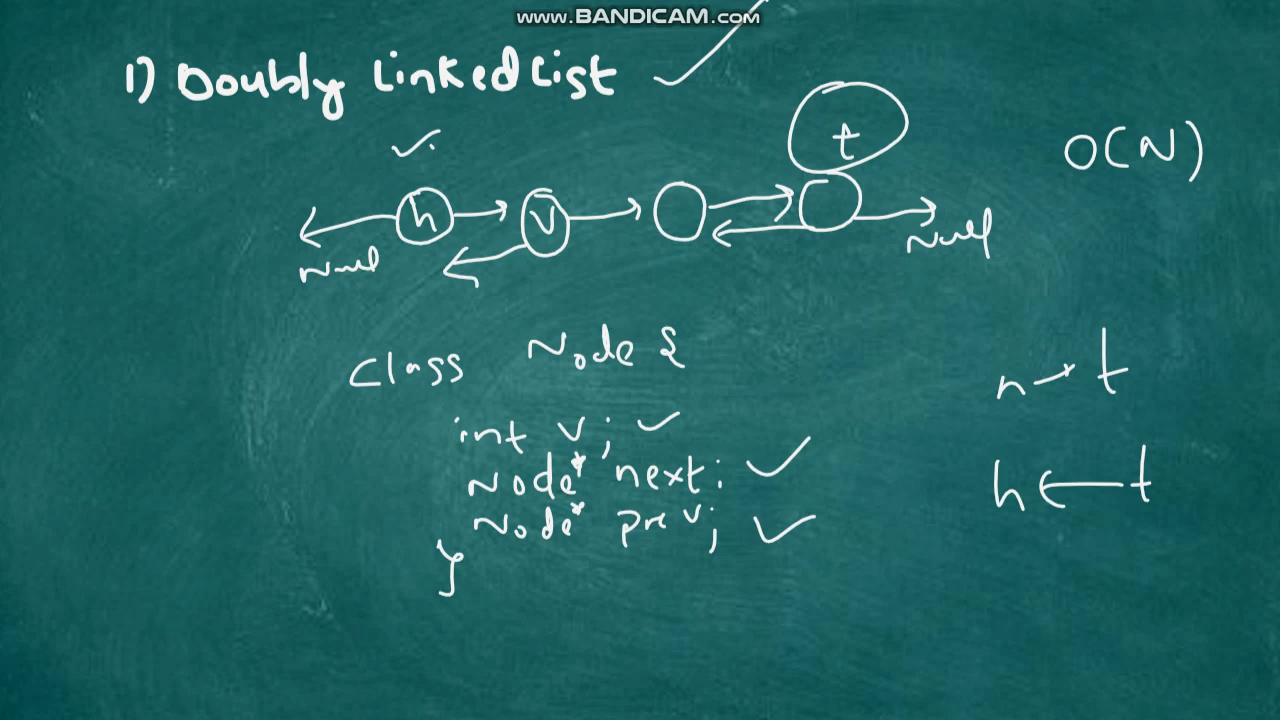 www.BANDICAM.com
1) Doubly Linked List
t
O(N)
h v
Null Null
class Node {
int v;
Node* next;
Node* prev;
}
h → t
h ← t